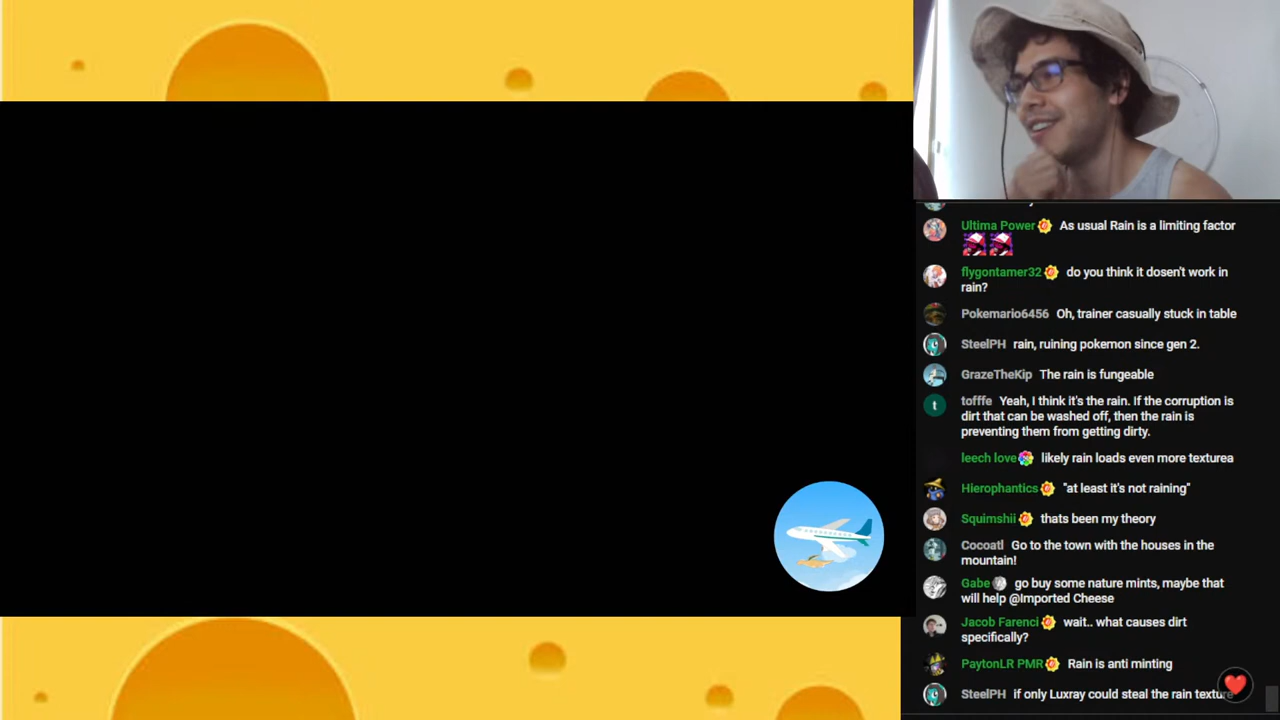 Ultima Power As usual Rain is a limiting factor
flygontamer32 do you think it dosen't work in
rain?
Pokemario6456 Oh, trainer casually stuck in table
SteelPH rain, ruining pokemon since gen 2.
GrazeTheKip The rain is fungeable
t
tofffe Yeah, I think it's the rain. If the corruption is
dirt that can be washed off, then the rain is
preventing them from getting dirty.
leech love likely rain loads even more texturea
Hierophantics "at least it's not raining"
Squimshii thats been my theory
Cocoatl Go to the town with the houses in the
mountain!
Gabe go buy some nature mints, maybe that
will help @Imported Cheese
Jacob Farenci wait.. what causes dirt
specifically?
PaytonLR PMR Rain is anti minting
SteelPH if only Luxray could steal the rain texture